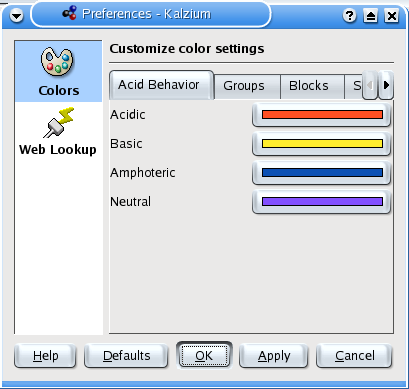 Preferences - Kalzium
Colors
Web Lookup
Customize color settings
Acid Behavior Groups Blocks S
Acidic
Basic
Amphoteric
Neutral
Help Defaults OK Apply Cancel